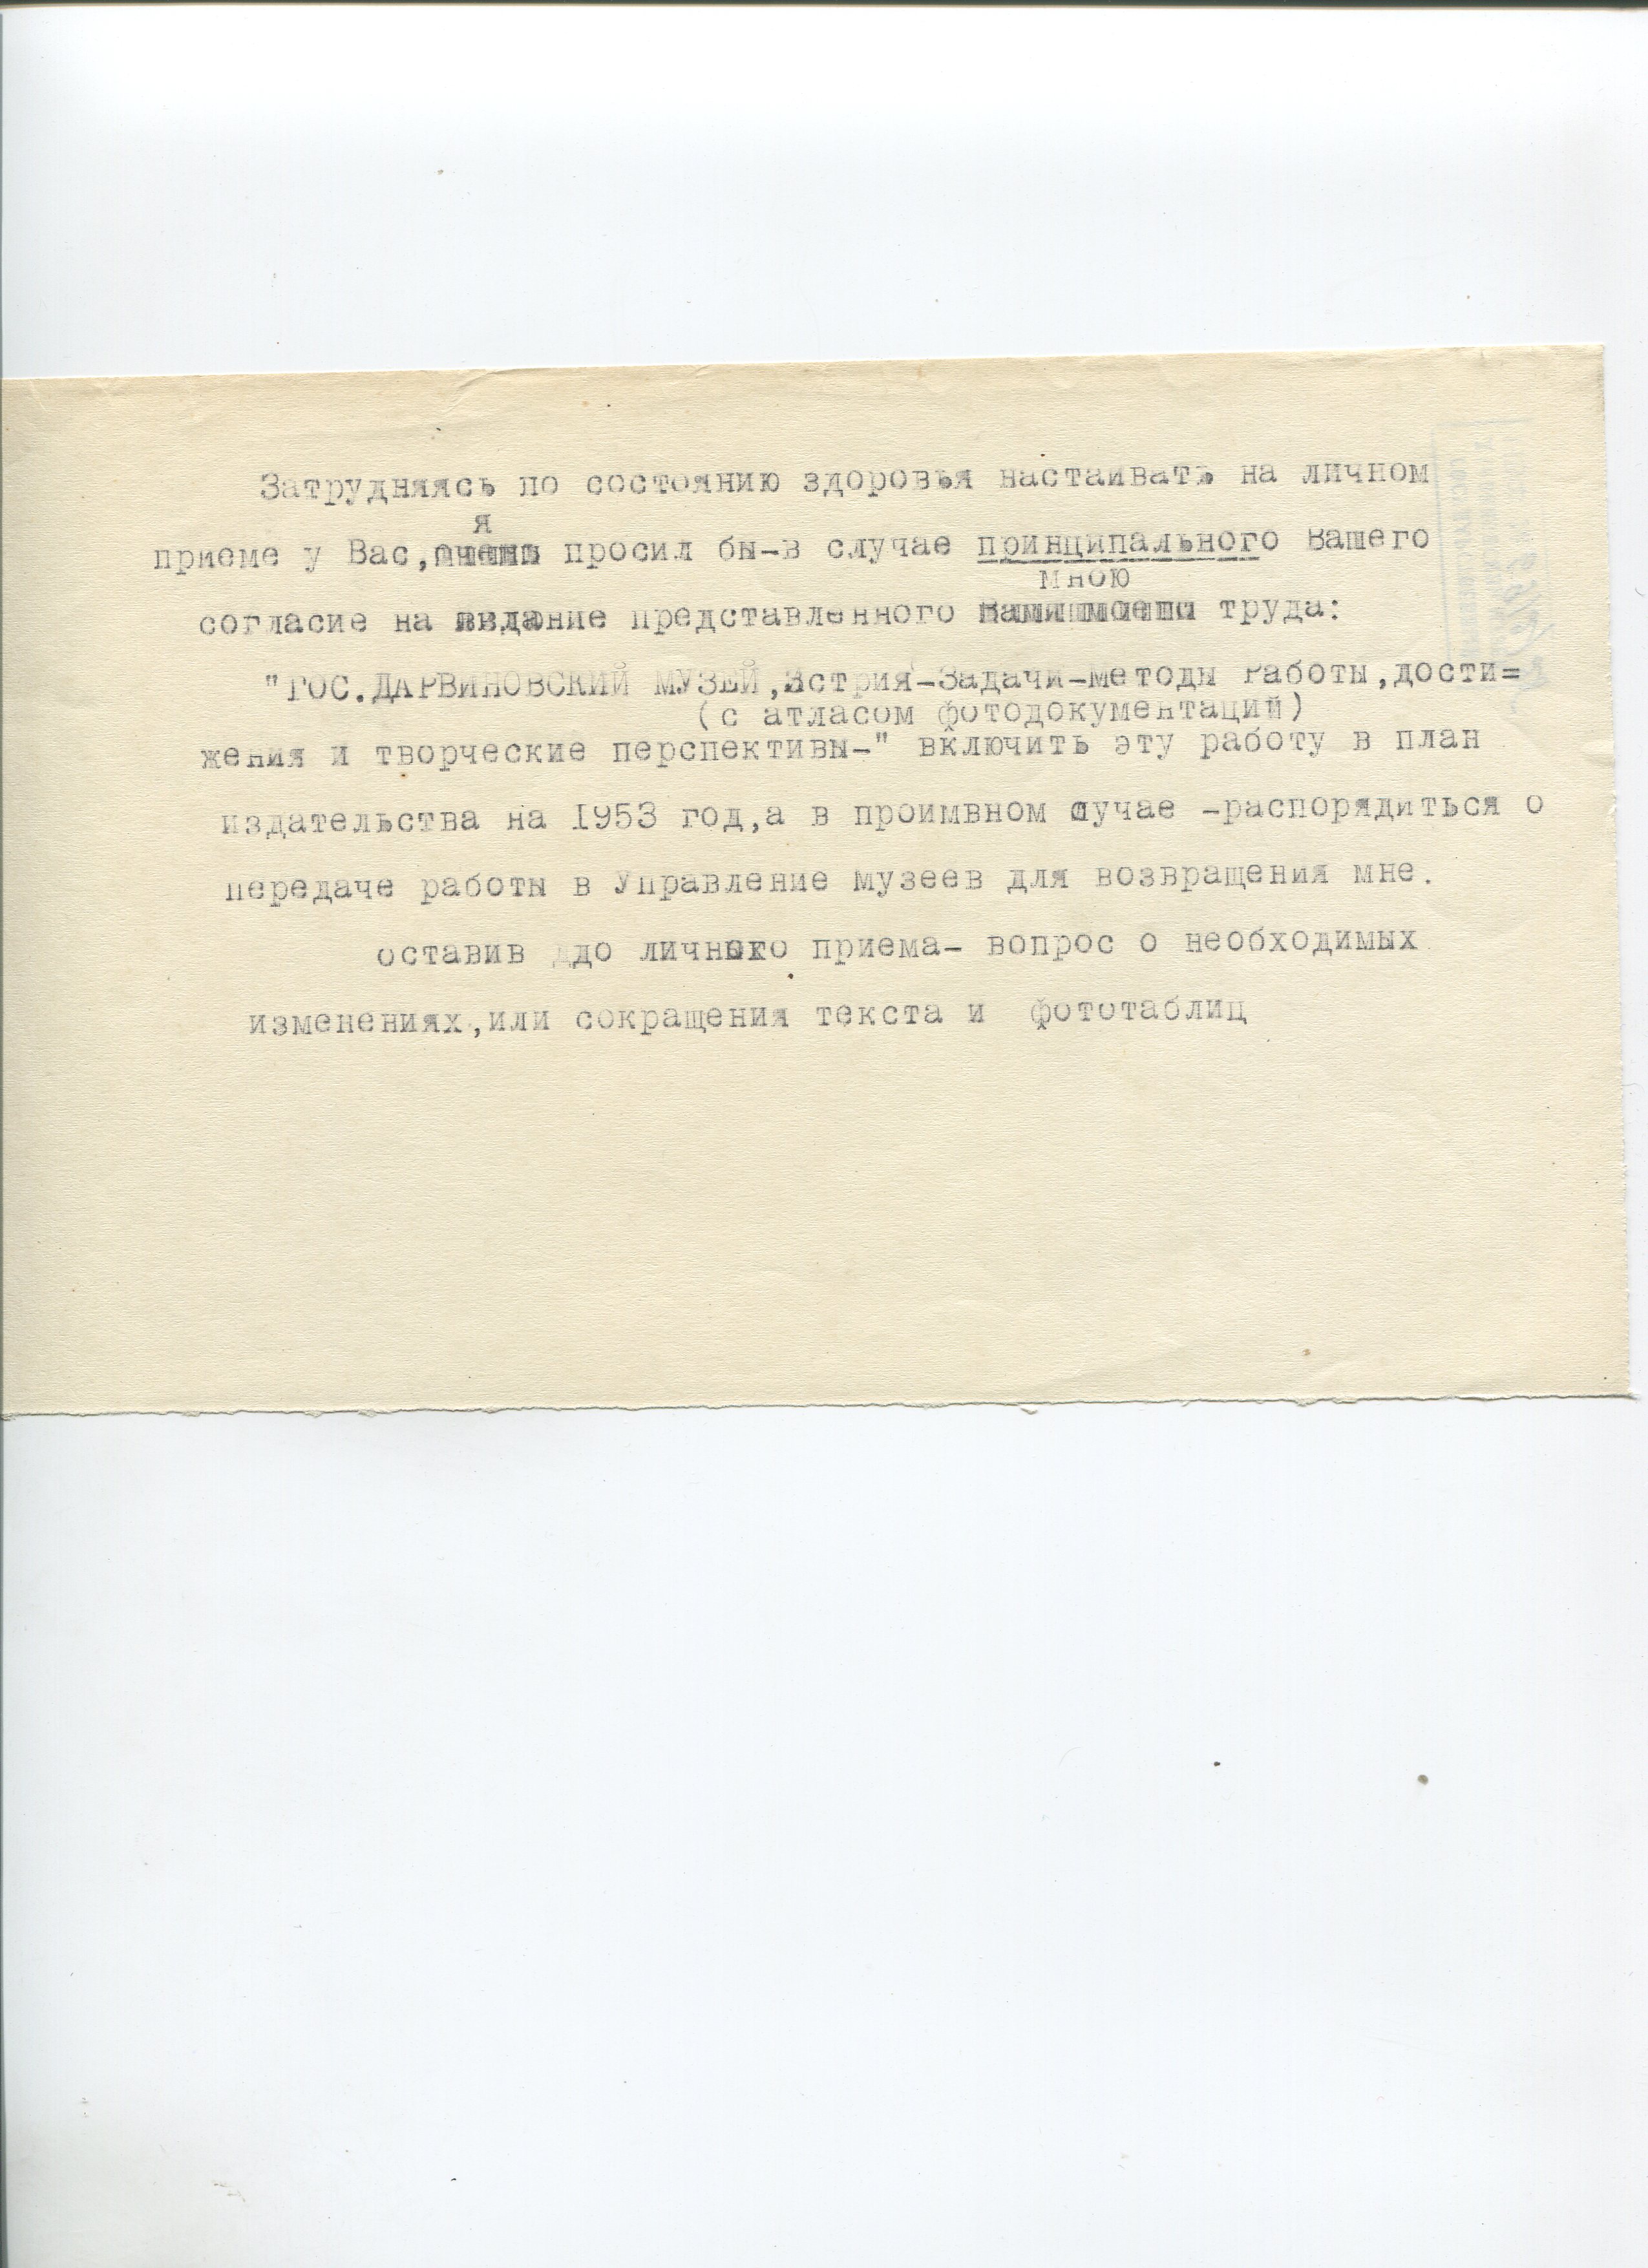 Затрудняясь по состоянию здоровья настаивать на личном
я
приеме у Вас, просил бы-в случае принципального Вашего
мною
согласие на представленного труда:
"ГОС.ДАРВИНОВСКИЙ МУЗЕЙ,Истрия-Задачи-Методы Работы,дости=
(с атласом фотодокументаций)
жения и творческие перспективы-" включить эту работу в план
издательства на 1953 год,а в проимвном случае -распорядиться о
передаче работы в Управление Музеев для возвращения мне.
оставив ддо личного приема- вопрос о необходимых
изменениях,или сокращения текста и фототаблиц